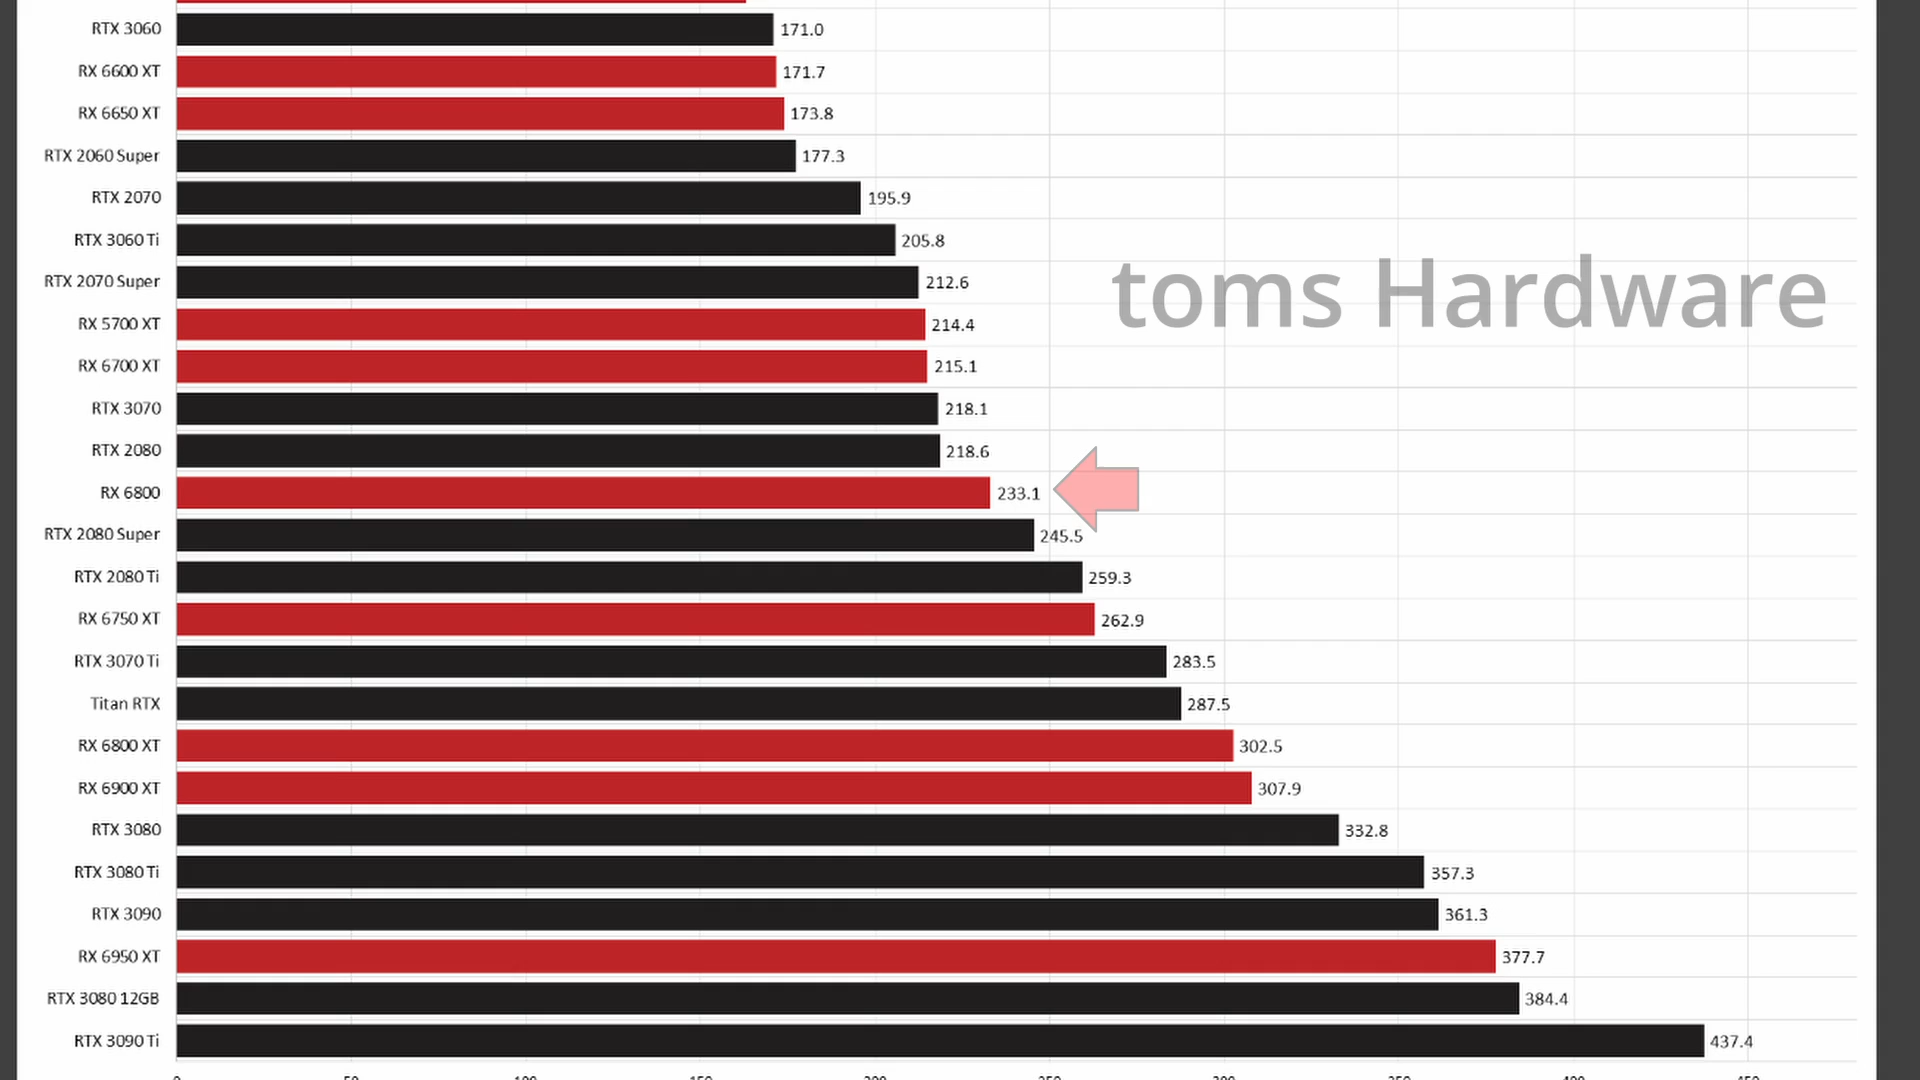 RTX 3060 171.0
RX 6600 XT 171.7
RX 6650 XT 173.8
RTX 2060 Super 177.3
RTX 2070 195.9
RTX 3060 Ti 205.8
RTX 2070 Super 212.6
toms Hardware
RX 5700 XT 214.4
RX 6700 XT 215.1
RTX 3070 218.1
RTX 2080 218.6
RX 6800 233.1
RTX 2080 Super 245.5
RTX 2080 Ti 259.3
RX 6750 XT 262.9
RTX 3070 Ti 283.5
Titan RTX 287.5
RX 6800 XT 302.5
RX 6900 XT 307.9
RTX 3080 332.8
RTX 3080 Ti 357.3
RTX 3090 361.3
RX 6950 XT 377.7
RTX 3080 12GB 384.4
RTX 3090 Ti 437.4